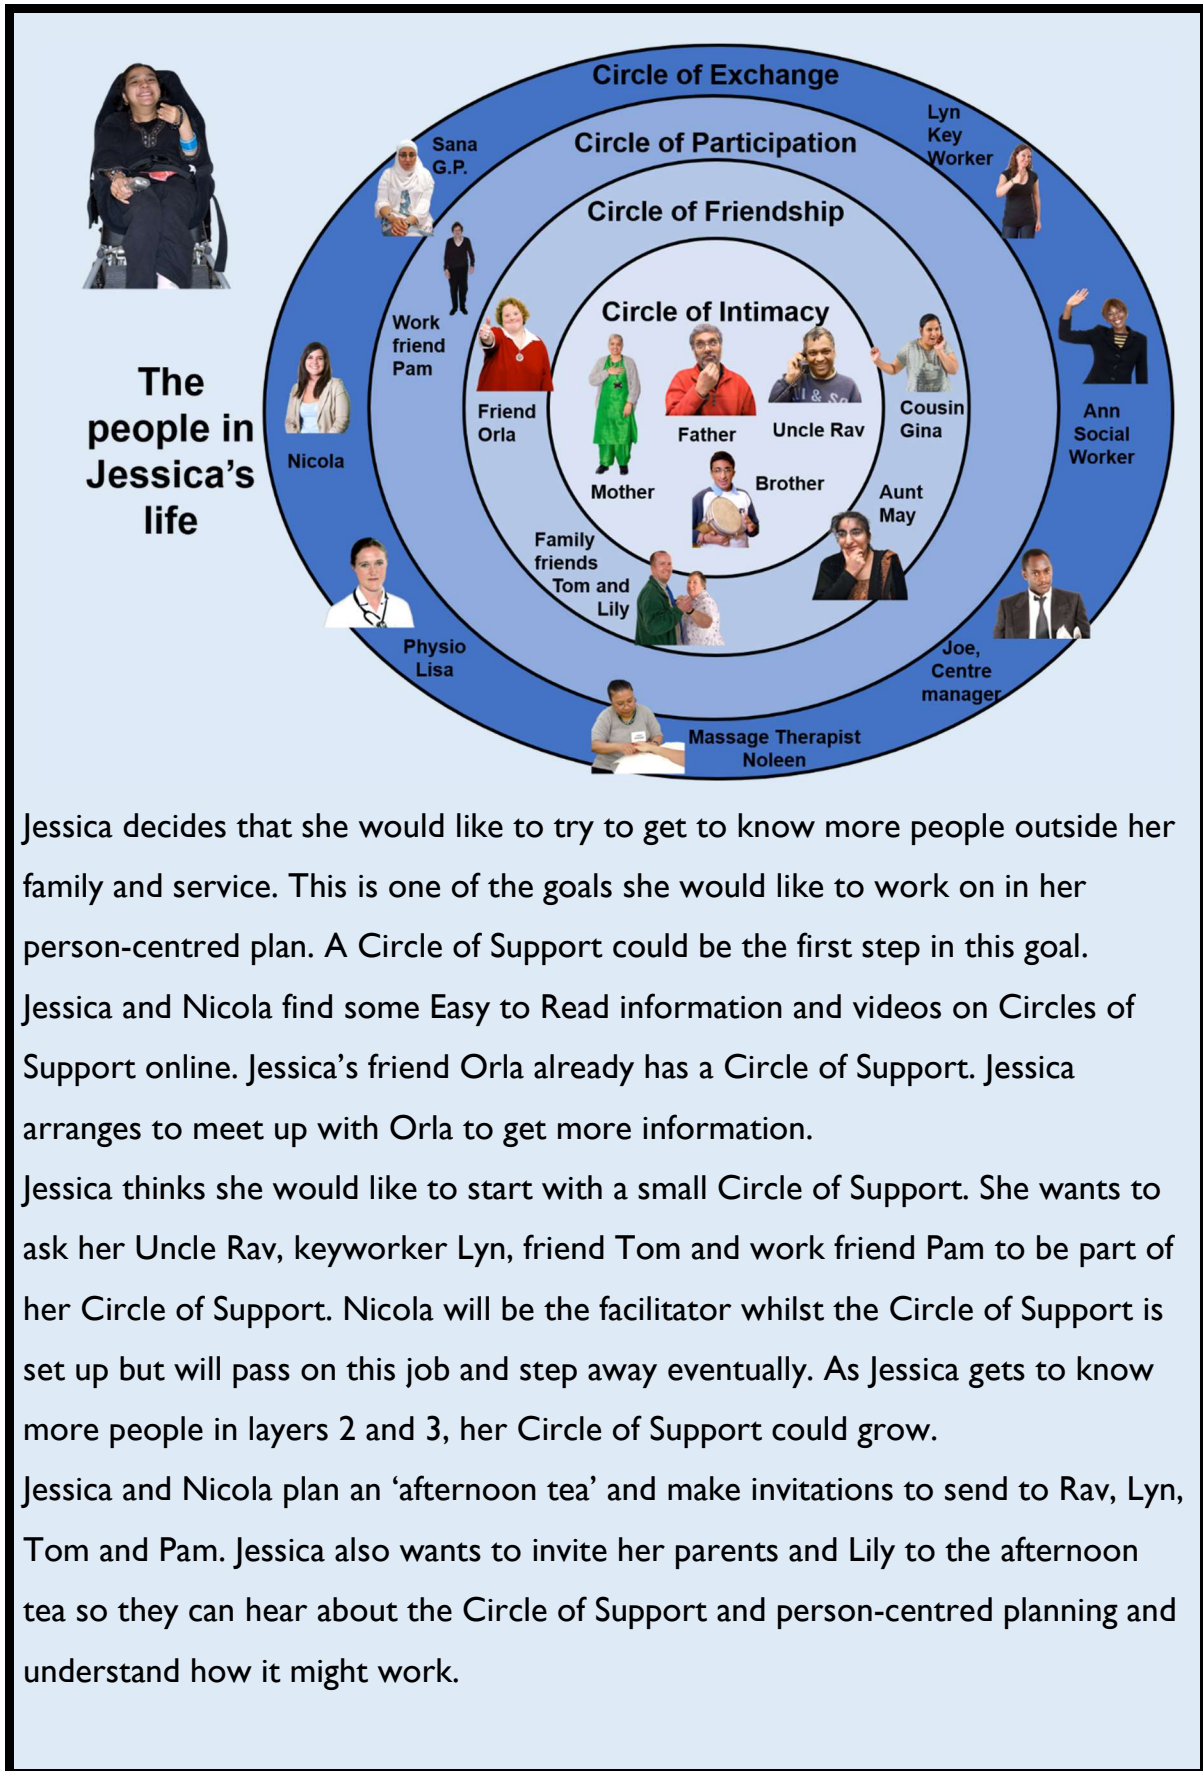 Circle of Exchange
Circle of Participation
Circle of Friendship
Circle of Intimacy
The
people in
Jessica's
life
Sana
G.P.
Lyn
Key
Worker
Work
friend
Pam
Friend
Orla
Nicola
Mother
Father
Uncle Rav
Brother
Cousin
Gina
Aunt
May
Ann
Social
Worker
Family
friends
Tom and
Lily
Physio
Lisa
Joe,
Centre
manager
Massage Therapist
Noleen
Jessica decides that she would like to try to get to know more people outside her
family and service. This is one of the goals she would like to work on in her
person-centred plan. A Circle of Support could be the first step in this goal.
Jessica and Nicola find some Easy to Read information and videos on Circles of
Support online. Jessica's friend Orla already has a Circle of Support. Jessica
arranges to meet up with Orla to get more information.
Jessica thinks she would like to start with a small Circle of Support. She wants to
ask her Uncle Rav, keyworker Lyn, friend Tom and work friend Pam to be part of
her Circle of Support. Nicola will be the facilitator whilst the Circle of Support is
set up but will pass on this job and step away eventually. As Jessica gets to know
more people in layers 2 and 3, her Circle of Support could grow.
Jessica and Nicola plan an ‘afternoon tea’ and make invitations to send to Rav, Lyn,
Tom and Pam. Jessica also wants to invite her parents and Lily to the afternoon
tea so they can hear about the Circle of Support and person-centred planning and
understand how it might work.